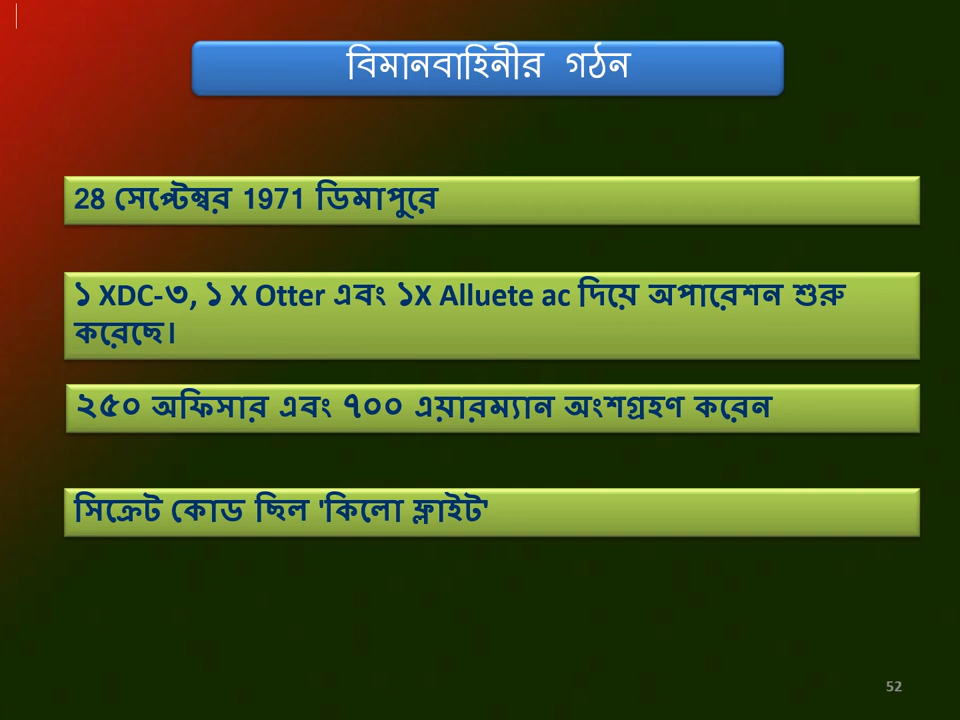 বিমানবাহিনীর গঠন
28 সেপ্টেম্বর 1971 ডিমাপুরে
১ XDC-৩, ১ X Otter এবং ১X Alluete ac দিয়ে অপারেশন শুরু
করেছে।
২৫০ অফিসার এবং ৭০০ এয়ারম্যান অংশগ্রহণ করেন
সিক্রেট কোড ছিল 'কিলো ফ্লাইট'
52